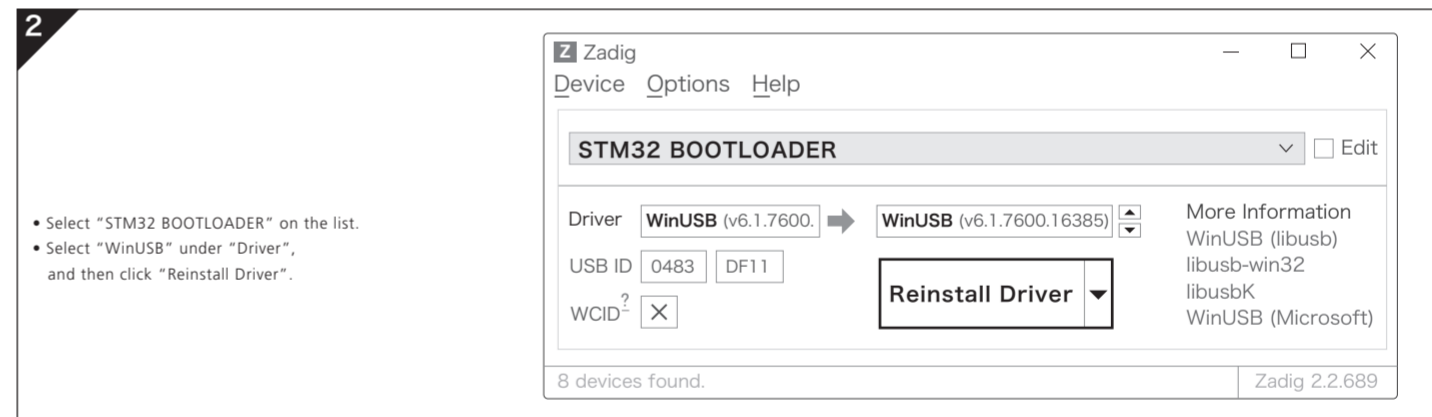 2
• Select “STM32 BOOTLOADER” on the list.
• Select “WinUSB” under “Driver”,
and then click “Reinstall Driver”.
Z Zadig
Device Options Help
STM32 BOOTLOADER Edit
Driver WinUSB (v6.1.7600. WinUSB (v6.1.7600.16385)
USB ID 0483 DF11
WCID?
Reinstall Driver
More Information
WinUSB (libusb)
libusb-win32
libusbK
WinUSB (Microsoft)
8 devices found. Zadig 2.2.689